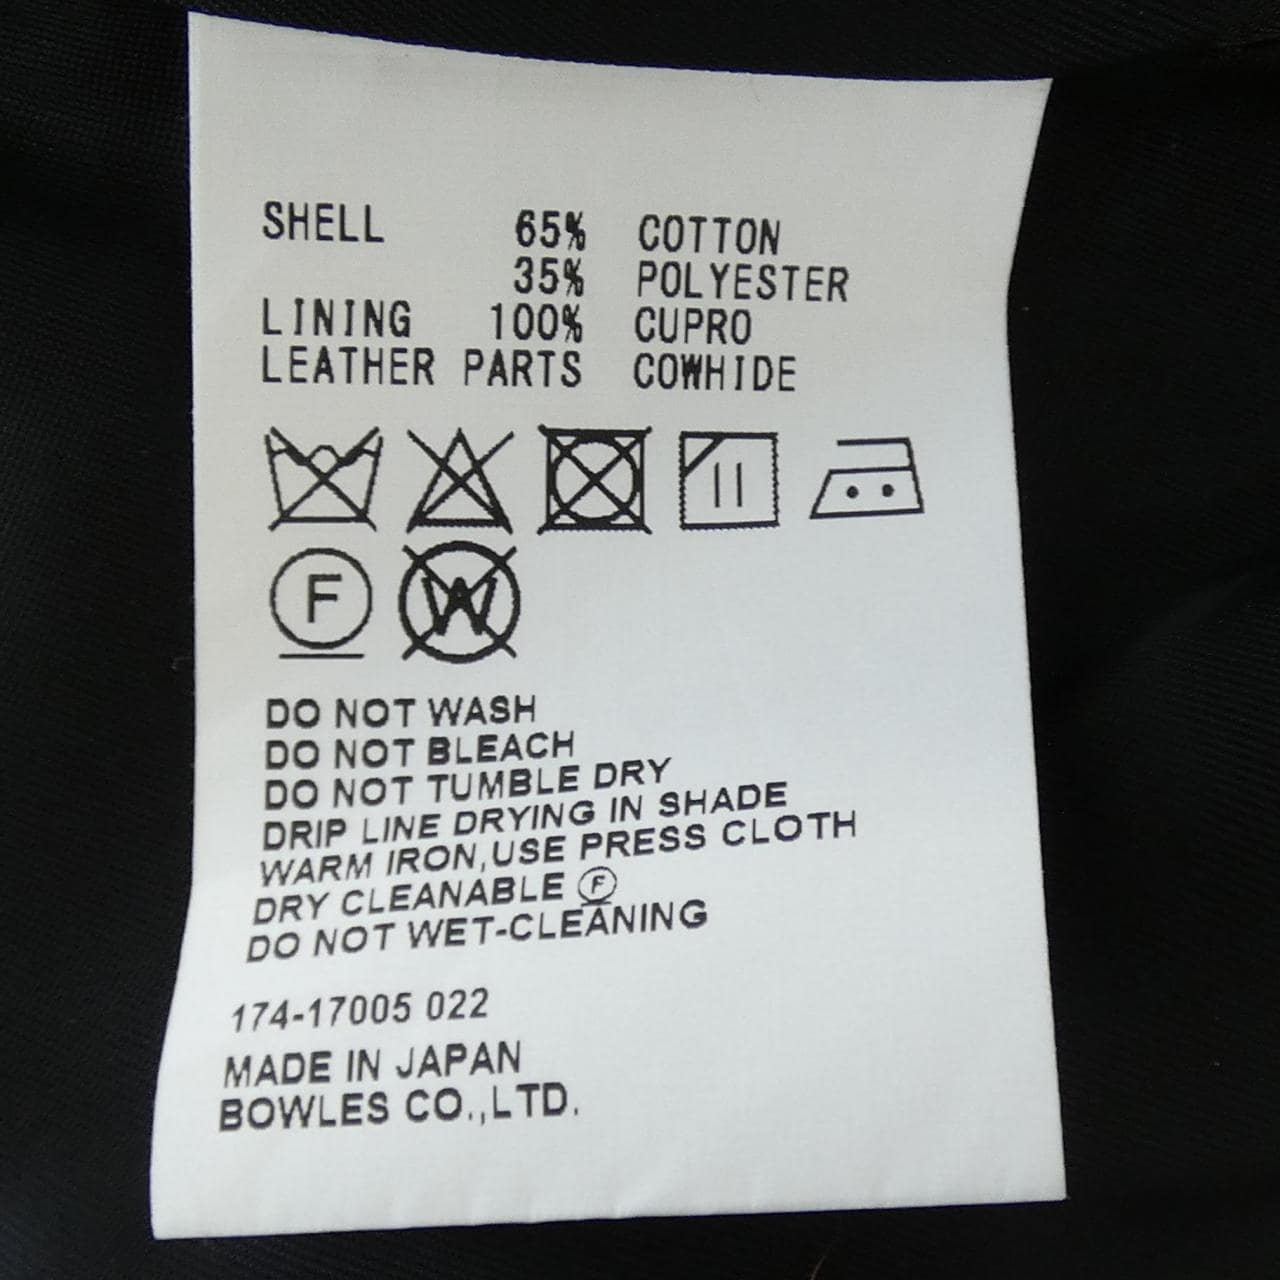 SHELL 65% COTTON
35% POLYESTER
LINING 100% CUPRO
LEATHER PARTS COWHIDE
F W
DO NOT WASH
DO NOT BLEACH
DO NOT TUMBLE DRY
DRIP LINE DRYING IN SHADE
WARM IRON,USE PRESS CLOTH
DRY CLEANABLE Ⓕ
DO NOT WET-CLEANING
174-17005 022
MADE IN JAPAN
BOWLES CO.,LTD.